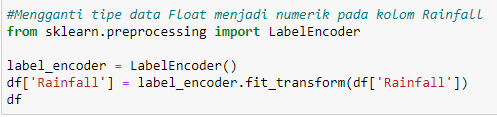 #Mengganti tipe data Float menjadi numerik pada kolom Rainfall
from sklearn.preprocessing import LabelEncoder
label_encoder = LabelEncoder()
df['Rainfall'] = label_encoder.fit_transform(df['Rainfall'])
df